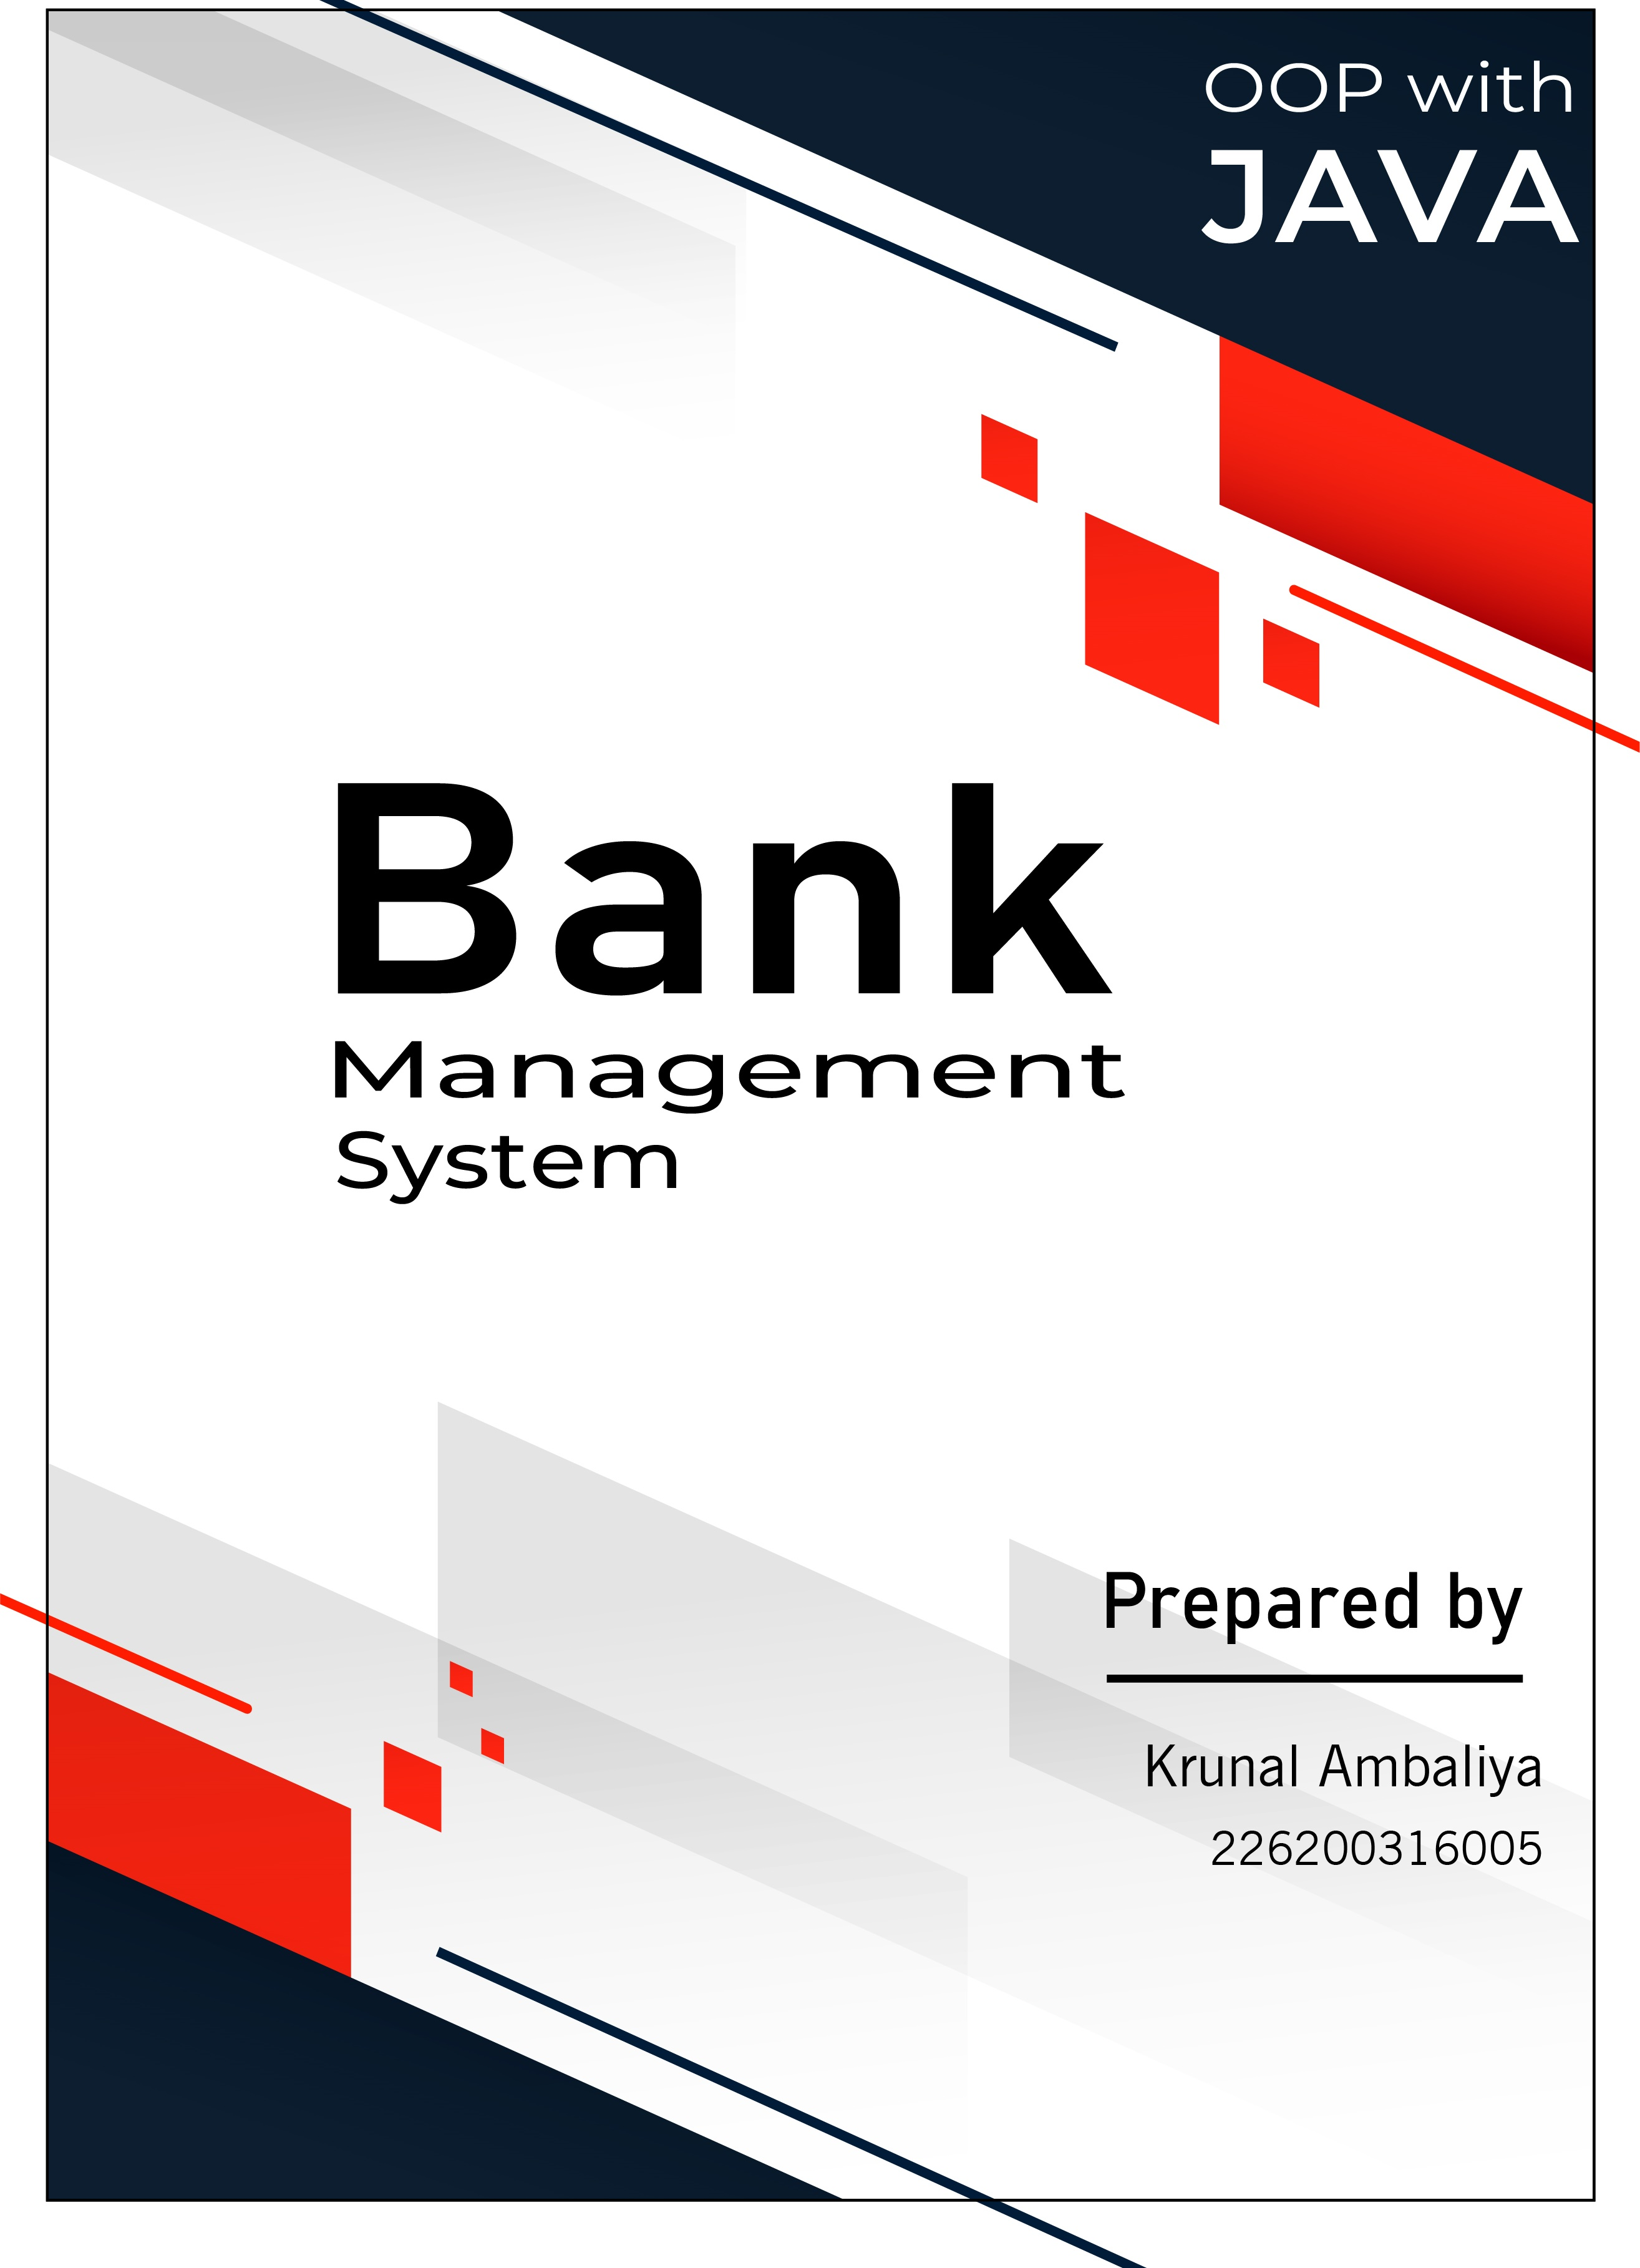 OOP with
JAVA
Bank
Management
System
Prepared by
Krunal Ambaliya
226200316005